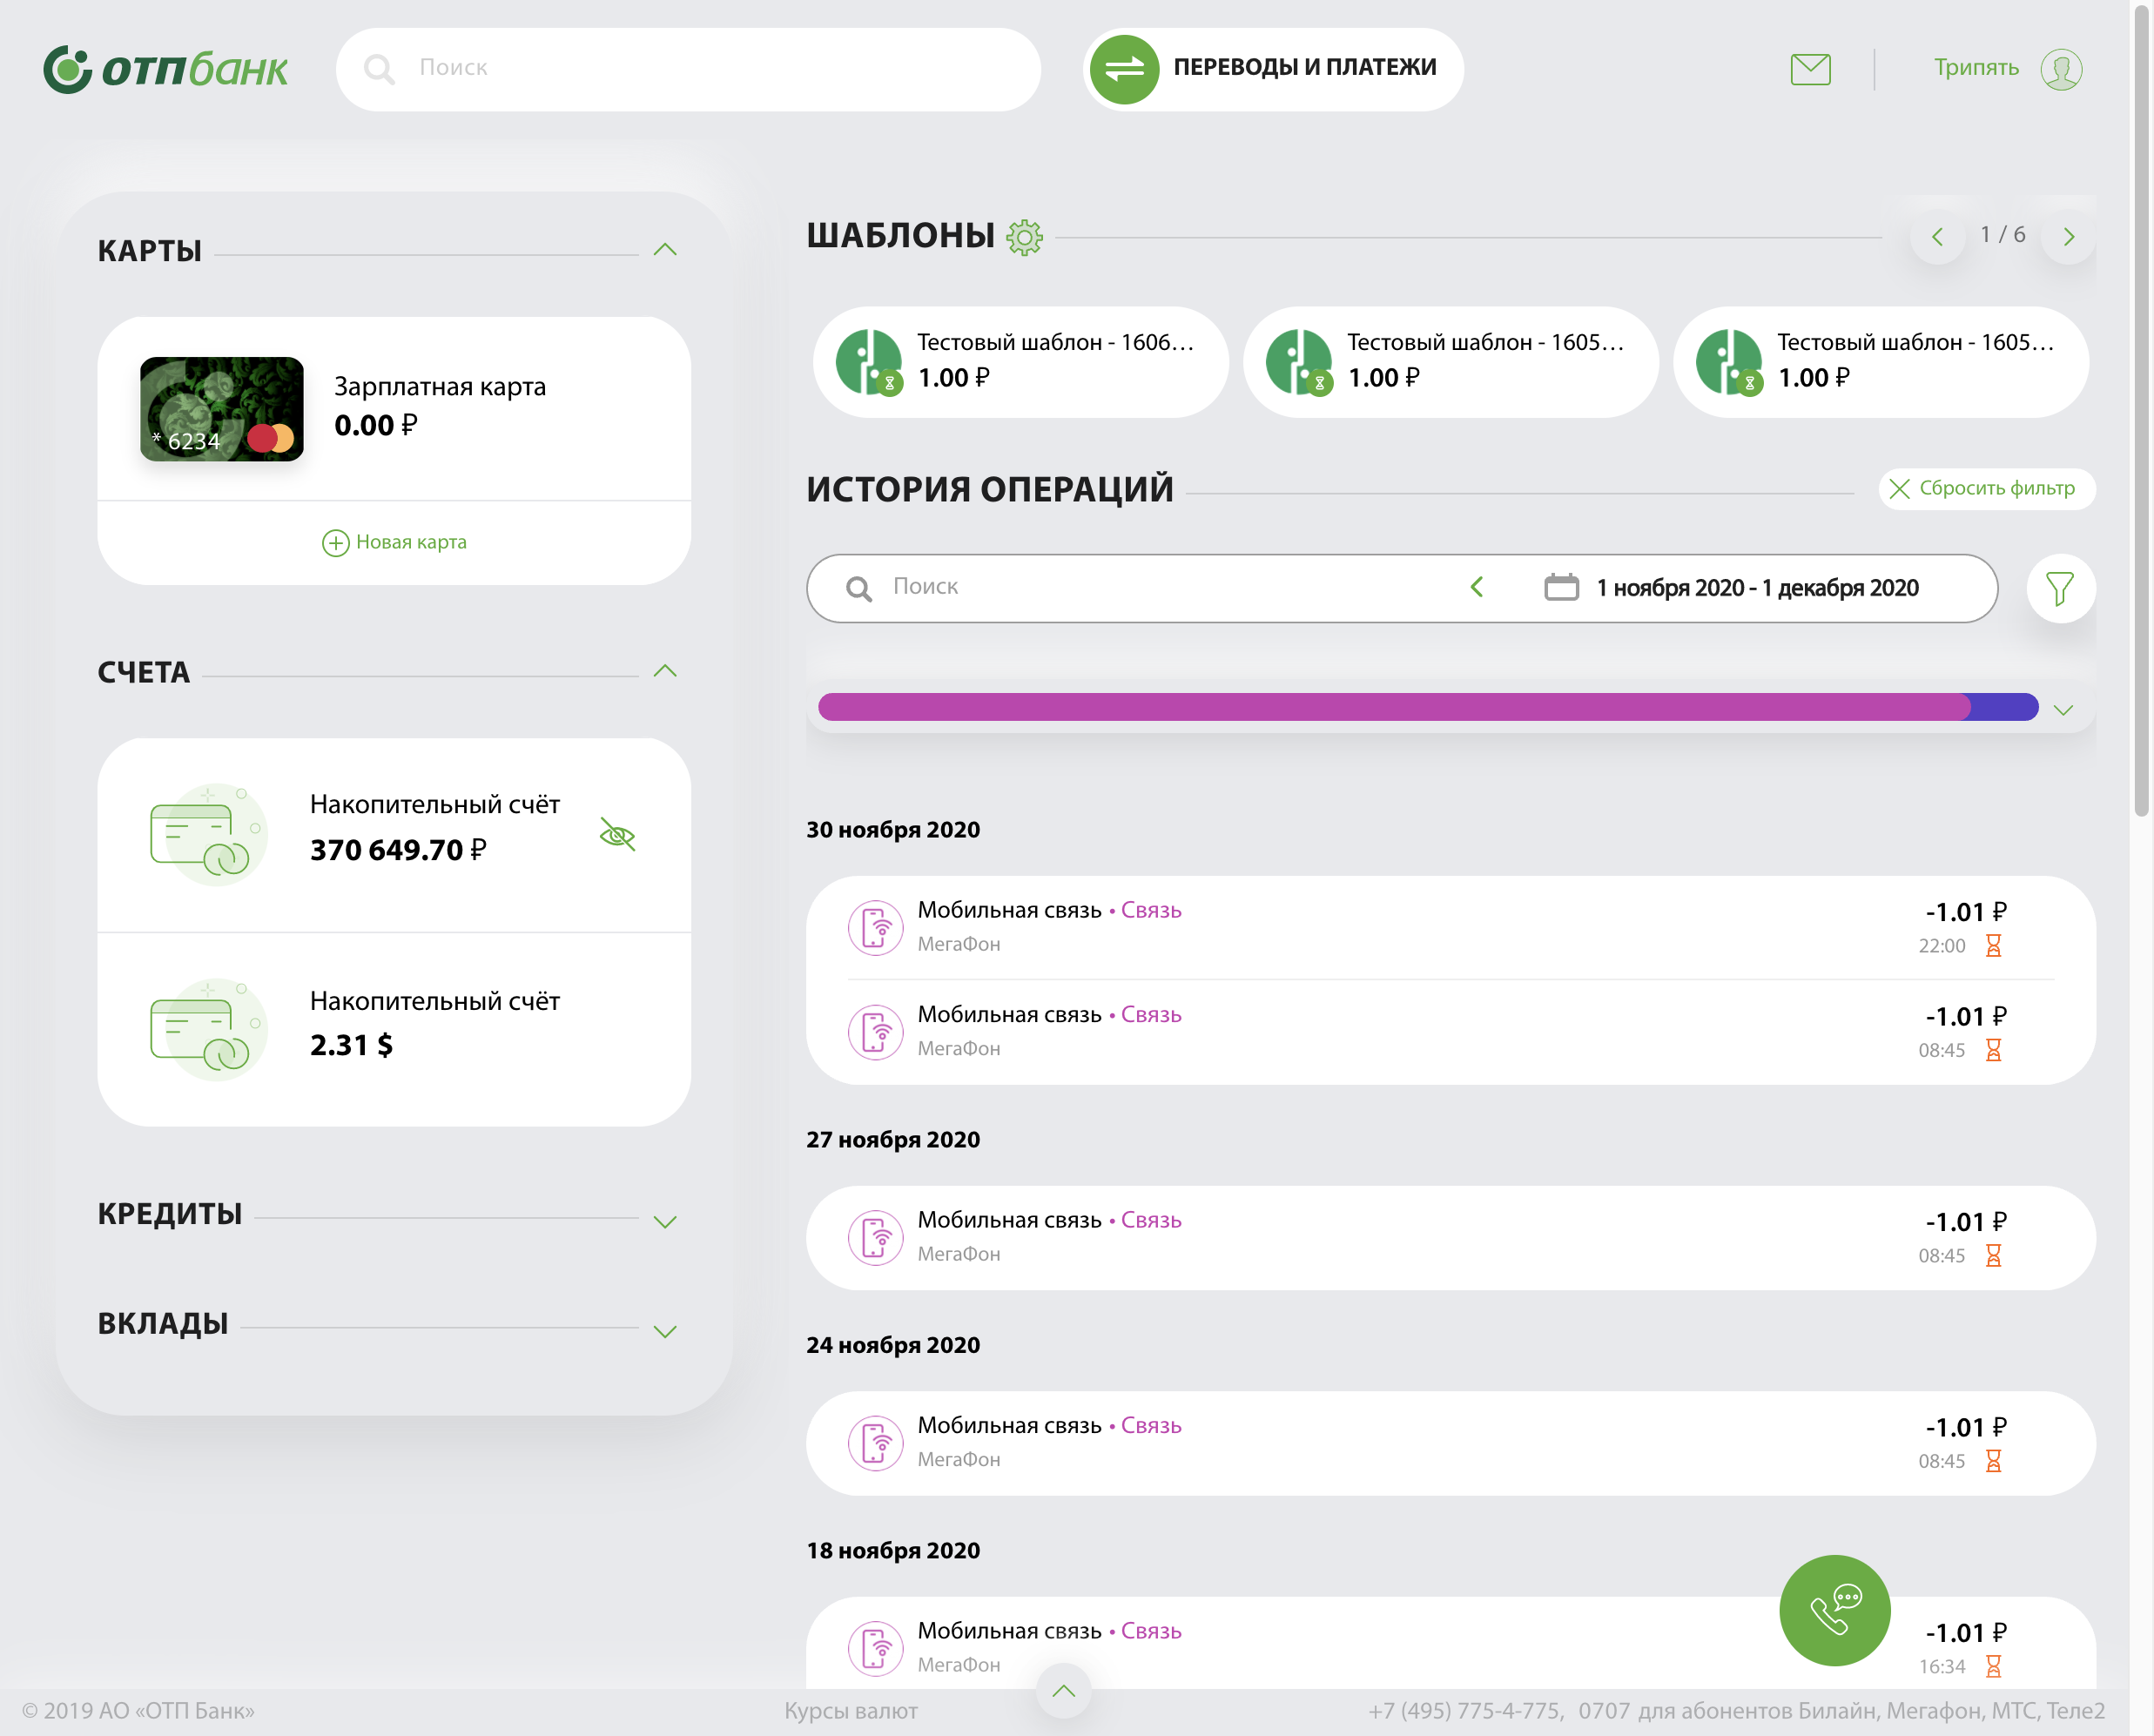 ОТПбанк
Поиск
ПЕРЕВОДЫ И ПЛАТЕЖИ
Трипять
КАРТЫ
* 6234
Зарплатная карта
0.00 ₽
Новая карта
СЧЕТА
Накопительный счёт
370 649.70 ₽
Накопительный счёт
2.31 $
КРЕДИТЫ
ВКЛАДЫ
ШАБЛОНЫ
1 / 6
Тестовый шаблон - 1606...
1.00 ₽
Тестовый шаблон - 1605...
1.00 ₽
Тестовый шаблон - 1605...
1.00 ₽
ИСТОРИЯ ОПЕРАЦИЙ
Сбросить фильтр
Поиск
1 ноября 2020 - 1 декабря 2020
30 ноября 2020
Мобильная связь • Связь
МегаФон
-1.01 ₽
22:00
Мобильная связь • Связь
МегаФон
-1.01 ₽
08:45
27 ноября 2020
Мобильная связь • Связь
МегаФон
-1.01 ₽
08:45
24 ноября 2020
Мобильная связь • Связь
МегаФон
-1.01 ₽
08:45
18 ноября 2020
Мобильная связь • Связь
МегаФон
-1.01 ₽
16:34
© 2019 АО «ОТП Банк»
Курсы валют
+7 (495) 775-4-775, 0707 для абонентов Билайн, Мегафон, МТС, Теле2